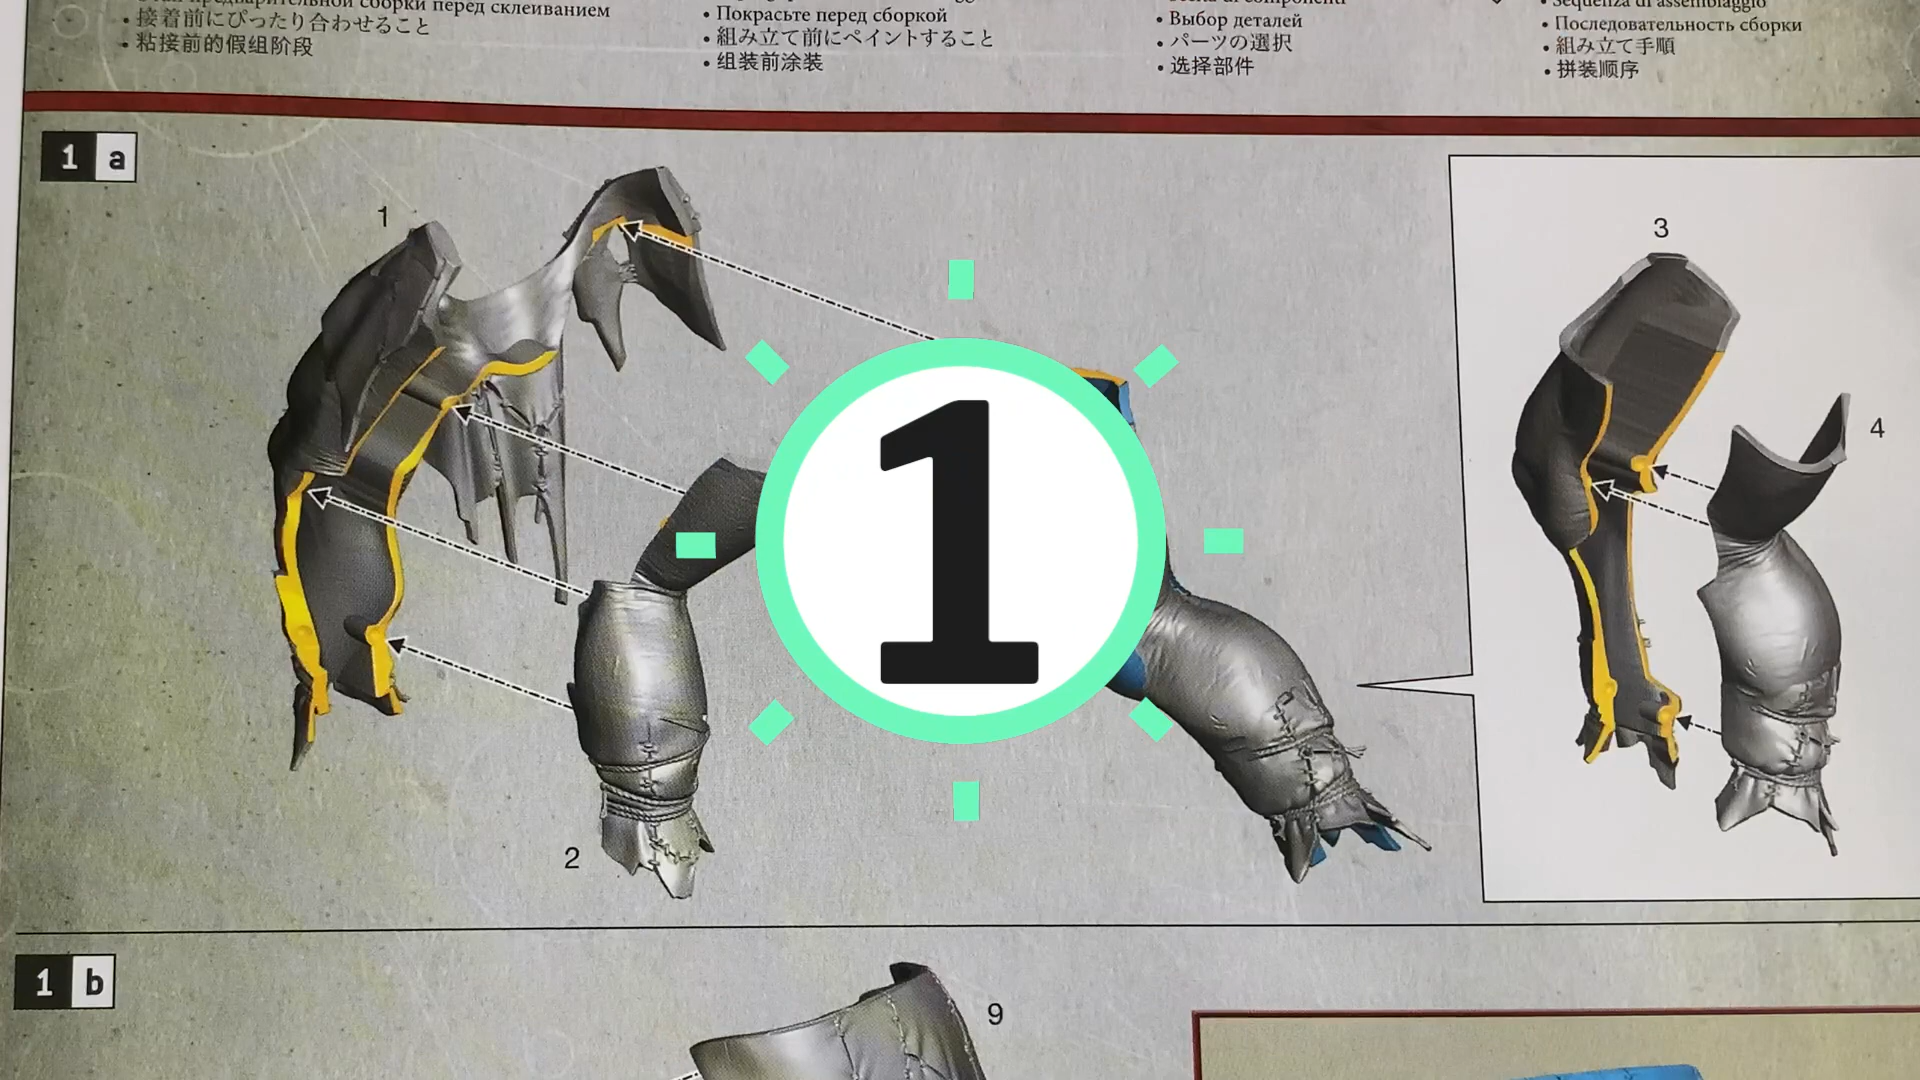 предварительной сборки перед склеиванием
• 接着前にぴったり合わせること
• 粘接前的假组阶段
• Покрасьте перед сборкой
• 組み立て前にペイントすること
• 组装前涂装
• Выбор деталей
• パーツの選択
• 选择部件
• Sequenza di assemblaggio
• Последовательность сборки
• 組み立て手順
• 拼装顺序
1 a
1
3
4
1
2
1 b
9